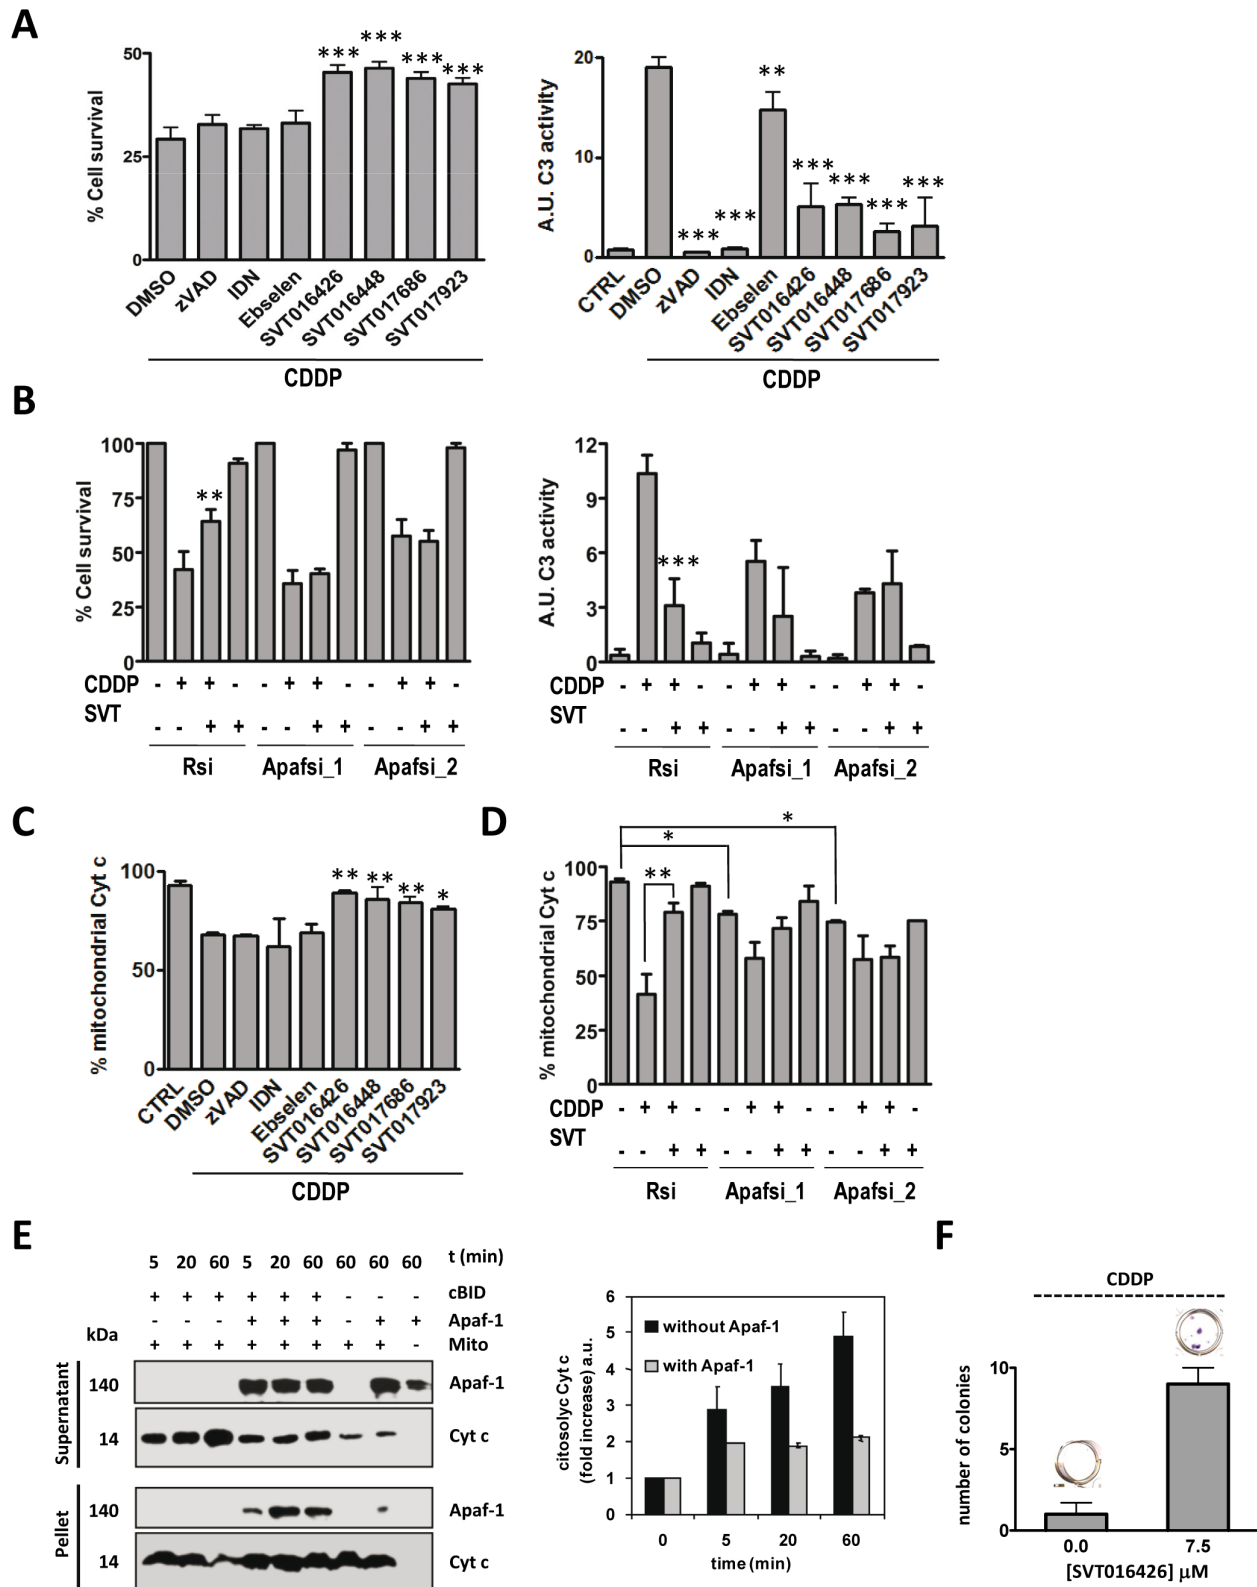 A
50
25
0
% Cell survival
***
***
***
***
DMSO
zVAD
IDN
Ebselen
SVT016426
SVT016448
SVT017686
SVT017923
CDDP
20
10
0
A.U. C3 activity
**
***
***
***
***
***
***
CTRL
DMSO
zVAD
IDN
Ebselen
SVT016426
SVT016448
SVT017686
SVT017923
CDDP
B
100
75
50
25
0
% Cell survival
**
CDDP - + + - - + + - - + + -
SVT - - + + - - + + - - + +
Rsi Apafsi_1 Apafsi_2
12
9
6
3
0
A.U. C3 activity
***
CDDP - + + - - + + - - + + -
SVT - - + + - - + + - - + +
Rsi Apafsi_1 Apafsi_2
C
100
50
0
% mitochondrial Cyt c
**
**
**
*
CTRL
DMSO
zVAD
IDN
Ebselen
SVT016426
SVT016448
SVT017686
SVT017923
CDDP
D
100
75
50
25
0
% mitochondrial Cyt c
*
*
**
CDDP - + + - - + + - - + + -
SVT - - + + - - + + - - + +
Rsi Apafsi_1 Apafsi_2
E
5 20 60 5 20 60 60 60 60 t (min)
+ + + + + + - - - cBID
- - - + + + - + + Apaf-1
kDa + + + + + + + + - Mito
Supernatant
140 Apaf-1
14 Cyt c
Pellet
140 Apaf-1
14 Cyt c
6
5
4
3
2
1
0
citosolyc Cyt c
(fold increase) a.u.
without Apaf-1
with Apaf-1
0 5 20 60
time (min)
F
CDDP
10
5
0
number of colonies
0.0 7.5
[SVT016426] µM